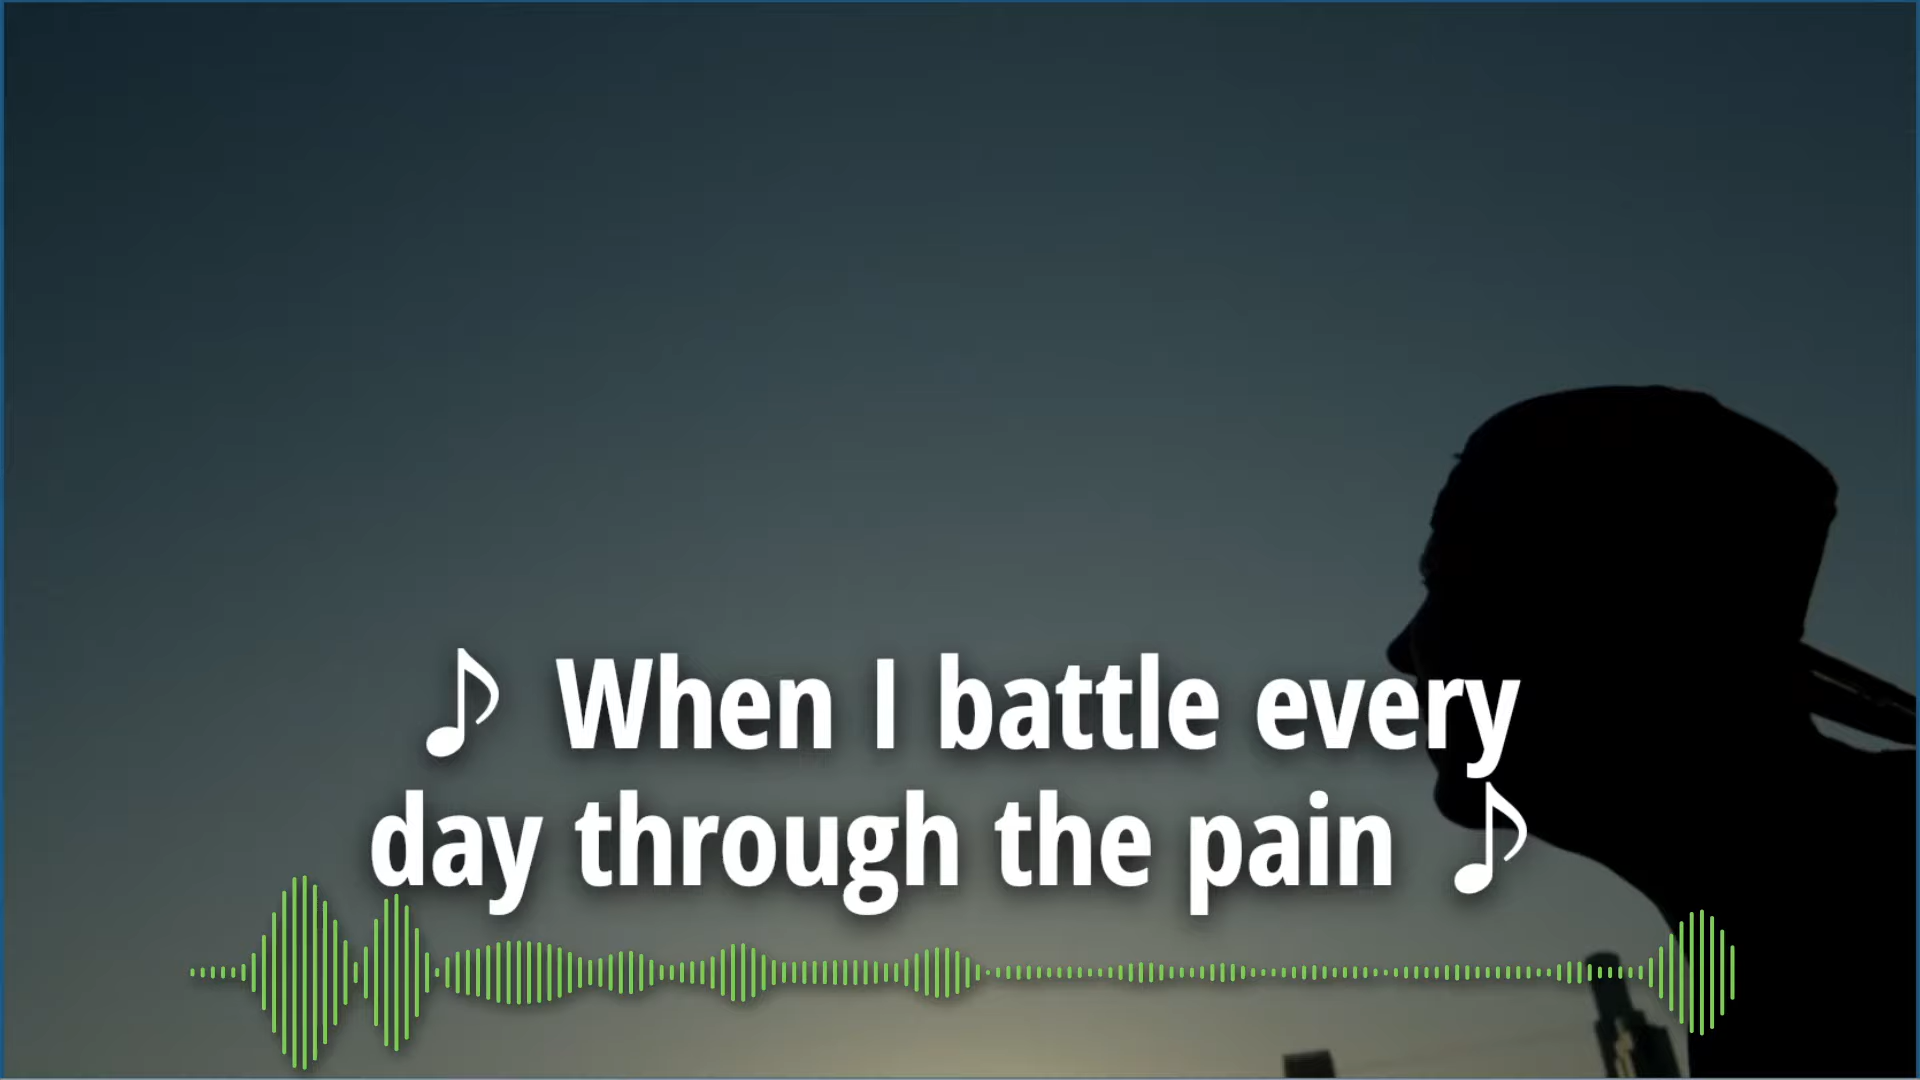 ♪ When I battle every
day through the pain ♪